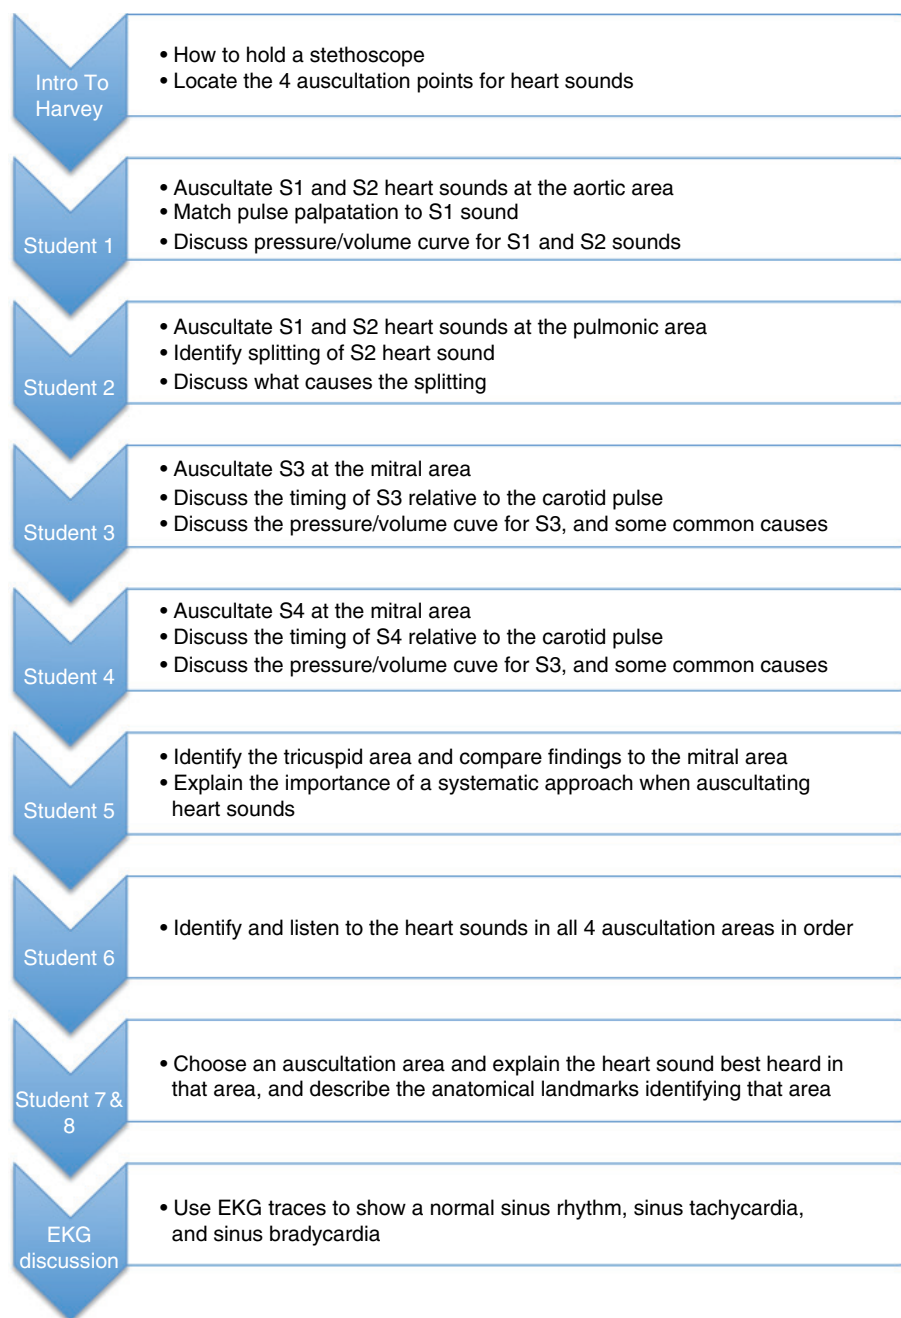 Intro To
Harvey
• How to hold a stethoscope
• Locate the 4 auscultation points for heart sounds
Student 1
• Auscultate S1 and S2 heart sounds at the aortic area
• Match pulse palpatation to S1 sound
• Discuss pressure/volume curve for S1 and S2 sounds
Student 2
• Auscultate S1 and S2 heart sounds at the pulmonic area
• Identify splitting of S2 heart sound
• Discuss what causes the splitting
Student 3
• Auscultate S3 at the mitral area
• Discuss the timing of S3 relative to the carotid pulse
• Discuss the pressure/volume cuve for S3, and some common causes
Student 4
• Auscultate S4 at the mitral area
• Discuss the timing of S4 relative to the carotid pulse
• Discuss the pressure/volume cuve for S3, and some common causes
Student 5
• Identify the tricuspid area and compare findings to the mitral area
• Explain the importance of a systematic approach when auscultating
heart sounds
Student 6
• Identify and listen to the heart sounds in all 4 auscultation areas in order
Student 7 &
8
• Choose an auscultation area and explain the heart sound best heard in
that area, and describe the anatomical landmarks identifying that area
EKG
discussion
• Use EKG traces to show a normal sinus rhythm, sinus tachycardia,
and sinus bradycardia